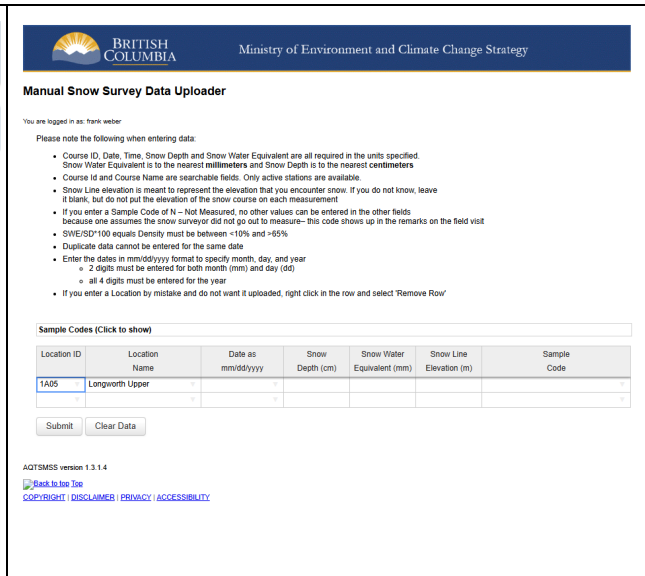 BRITISH
COLUMBIA
Ministry of Environment and Climate Change Strategy
Manual Snow Survey Data Uploader
You are logged in as: frank weber
Please note the following when entering data:
• Course ID, Date, Time, Snow Depth and Snow Water Equivalent are all required in the units specified.
Snow Water Equivalent is to the nearest millimeters and Snow Depth is to the nearest centimeters
• Course Id and Course Name are searchable fields. Only active stations are available.
• Snow Line elevation is meant to represent the elevation that you encounter snow. If you do not know, leave
it blank, but do not put the elevation of the snow course on each measurement
• If you enter a Sample Code of N – Not Measured, no other values can be entered in the other fields
because one assumes the snow surveyor did not go out to measure– this code shows up in the remarks on the field visit
• SWE/SD*100 equals Density must be between <10% and >65%
• Duplicate data cannot be entered for the same date
• Enter the dates in mm/dd/yyyy format to specify month, day, and year
o 2 digits must be entered for both month (mm) and day (dd)
o all 4 digits must be entered for the year
• If you enter a Location by mistake and do not want it uploaded, right click in the row and select 'Remove Row'
Sample Codes (Click to show)
Location ID Location Name Date as mm/dd/yyyy Snow Depth (cm) Snow Water Equivalent (mm) Snow Line Elevation (m) Sample Code
1A05 Longworth Upper
Submit Clear Data
AQTSMSS version 1.3.1.4
Back to top Top
COPYRIGHT | DISCLAIMER | PRIVACY | ACCESSIBILITY